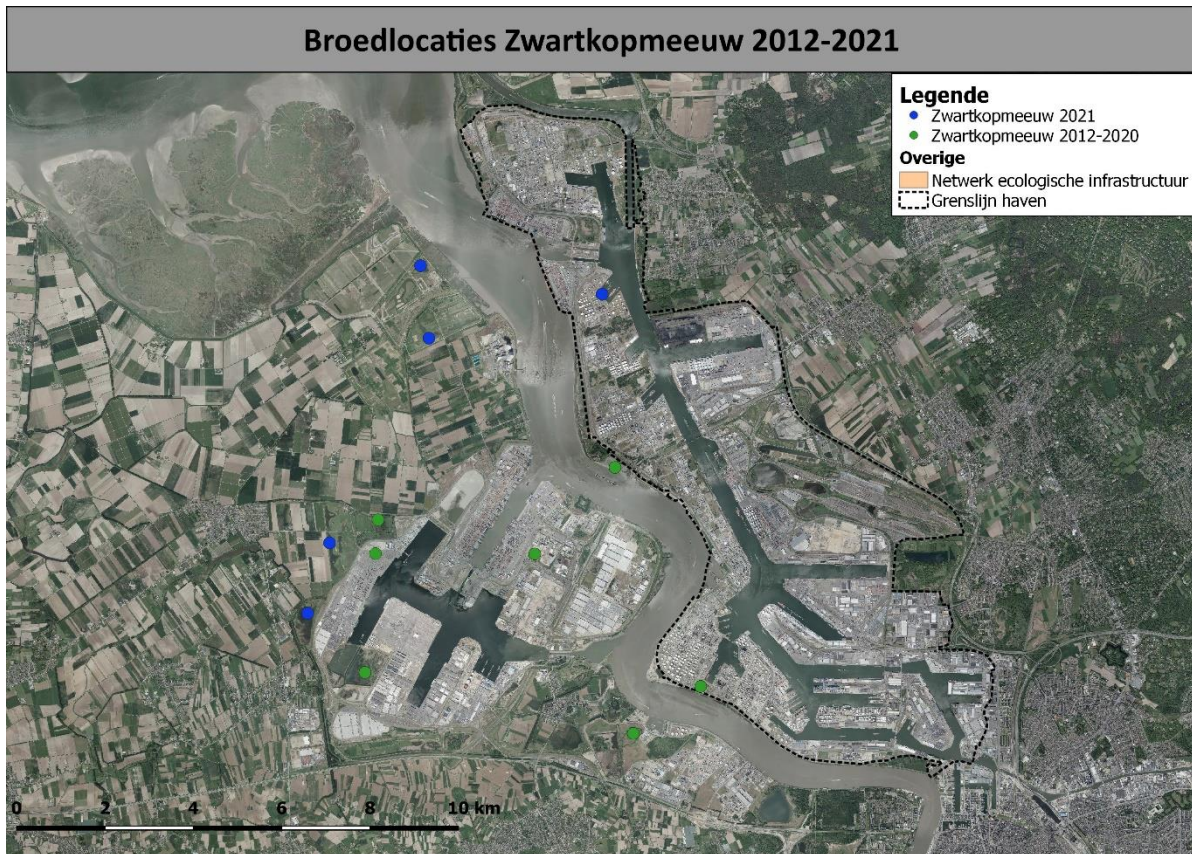 Broedlocaties Zwartkopmeeuw 2012-2021
Legende
Zwartkopmeeuw 2021
Zwartkopmeeuw 2012-2020
Overige
Netwerk ecologische infrastructuur
Grenslijn haven
0 2 4 6 8 10 km